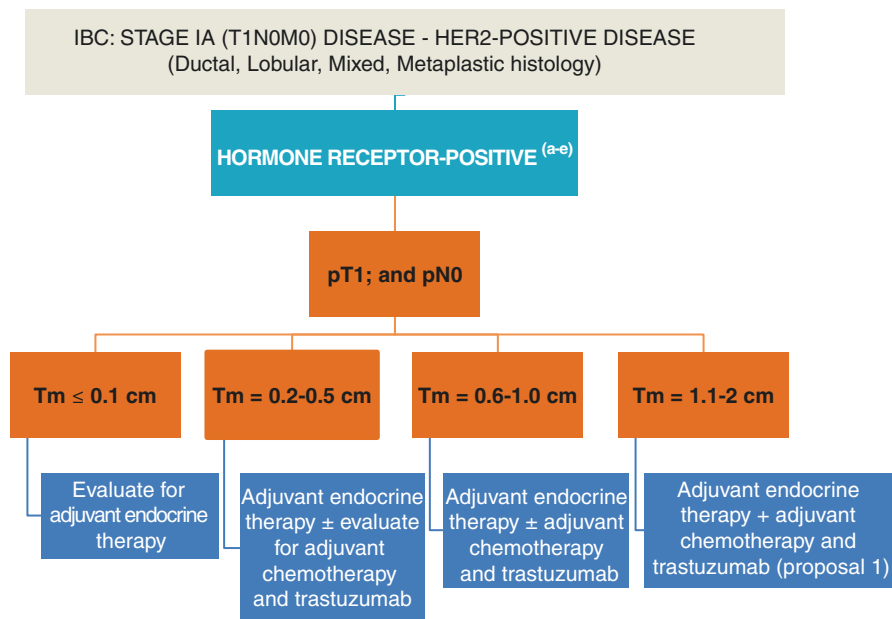 IBC: STAGE IA (T1N0M0) DISEASE - HER2-POSITIVE DISEASE
(Ductal, Lobular, Mixed, Metaplastic histology)
HORMONE RECEPTOR-POSITIVE (a-e)
pT1; and pN0
Tm ≤ 0.1 cm
Tm = 0.2-0.5 cm
Tm = 0.6-1.0 cm
Tm = 1.1-2 cm
Evaluate for
adjuvant endocrine
therapy
Adjuvant endocrine
therapy ± evaluate
for adjuvant
chemotherapy
and trastuzumab
Adjuvant endocrine
therapy ± adjuvant
chemotherapy
and trastuzumab
Adjuvant endocrine
therapy + adjuvant
chemotherapy and
trastuzumab (proposal 1)